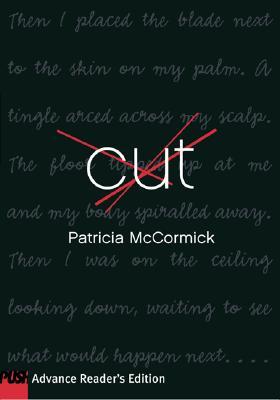 Then I placed the blade next
to the skin on my palm. A
tingle arced across my scalp.
The floor tipped up at me
cut
and my body spiralled away.
Patricia McCormick
Then I was on the ceiling
looking down, waiting to see
what would happen next. . . .
PUSH Advance Reader's Edition